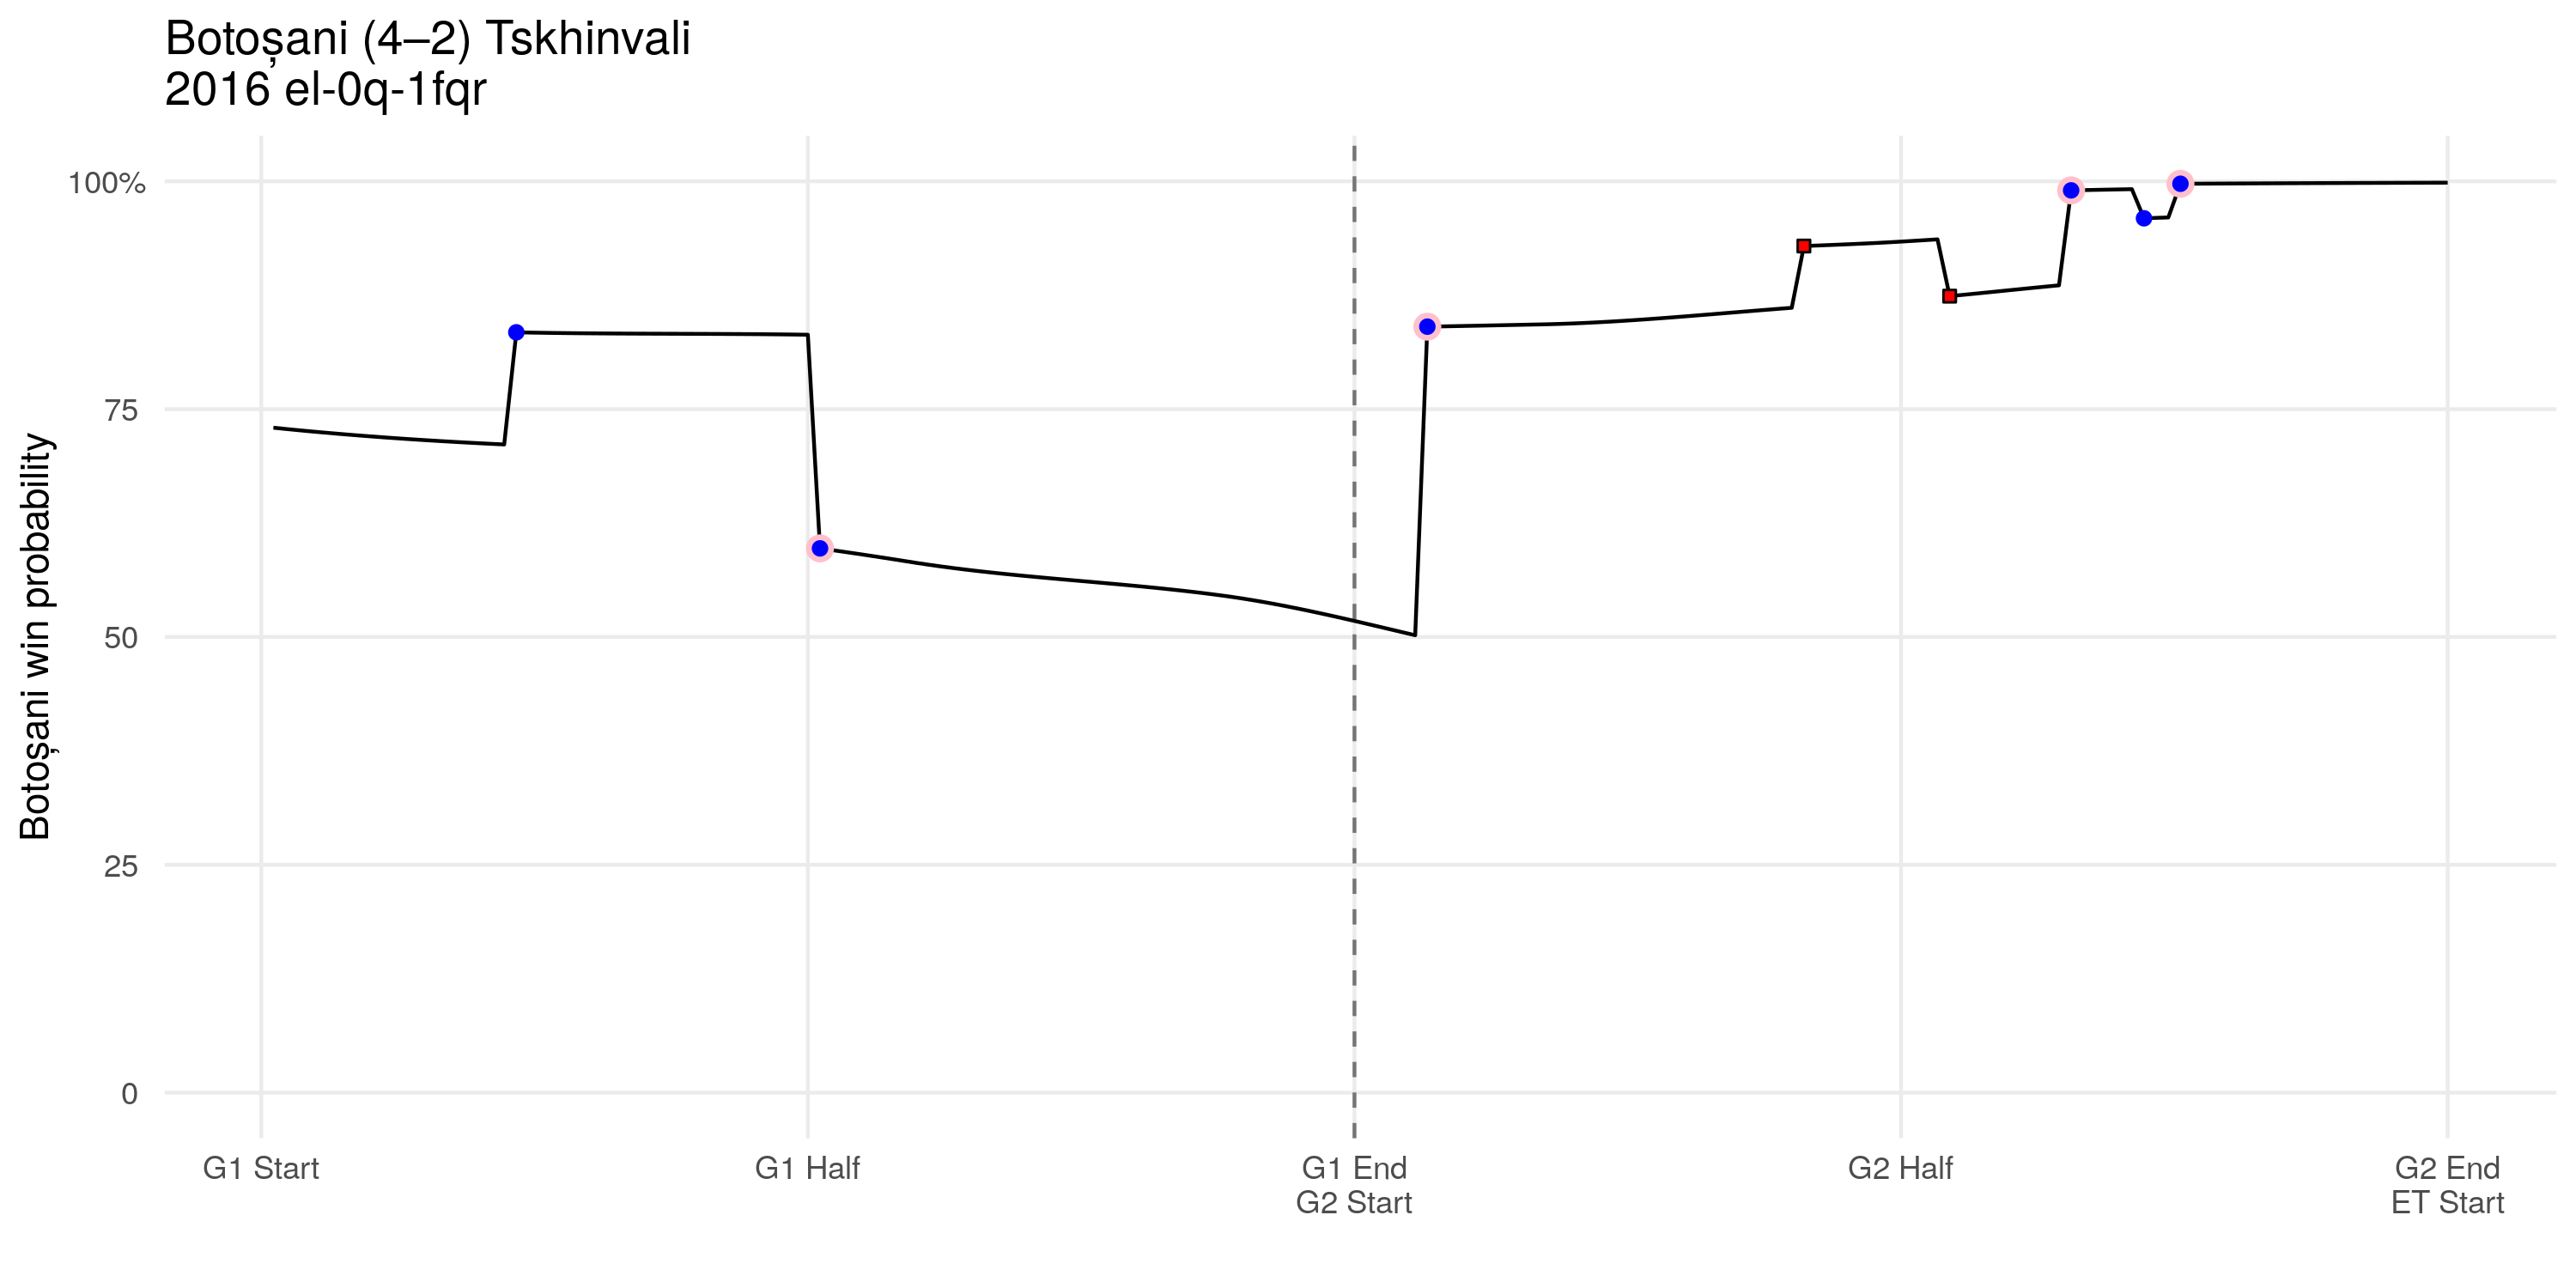 Botoșani (4–2) Tskhinvali
2016 el-0q-1fqr
Botoșani win probability
100%
75
50
25
0
G1 Start
G1 Half
G1 End
G2 Start
G2 Half
G2 End
ET Start